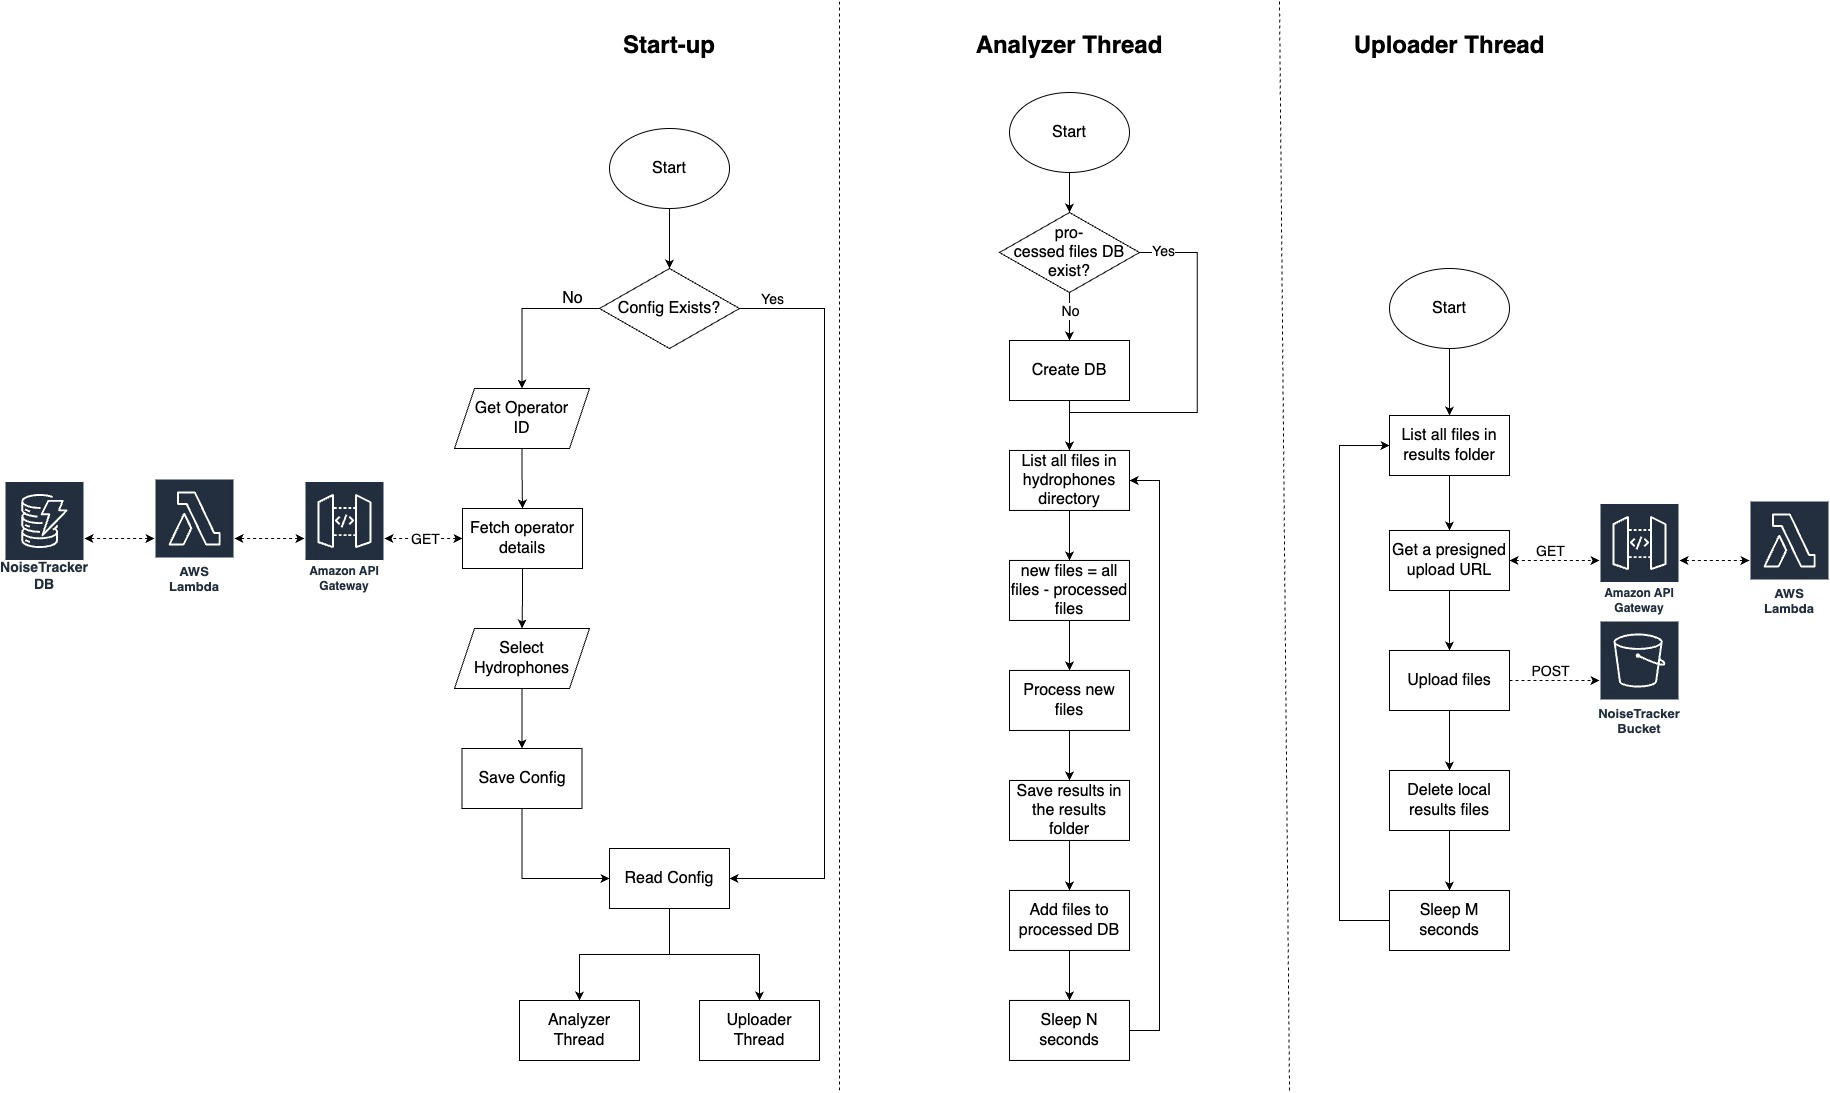 Start-up
Start
Config Exists?
No
Yes
Get Operator
ID
Fetch operator
details
GET
Amazon API
Gateway
AWS
Lambda
NoiseTracker
DB
Select
Hydrophones
Save Config
Read Config
Analyzer
Thread
Uploader
Thread
Analyzer Thread
Start
pro-
cessed files DB
exist?
Yes
No
Create DB
List all files in
hydrophones
directory
new files = all
files - processed
files
Process new
files
Save results in
the results
folder
Add files to
processed DB
Sleep N
seconds
Uploader Thread
Start
List all files in
results folder
Get a presigned
upload URL
GET
Amazon API
Gateway
AWS
Lambda
Upload files
POST
NoiseTracker
Bucket
Delete local
results files
Sleep M
seconds